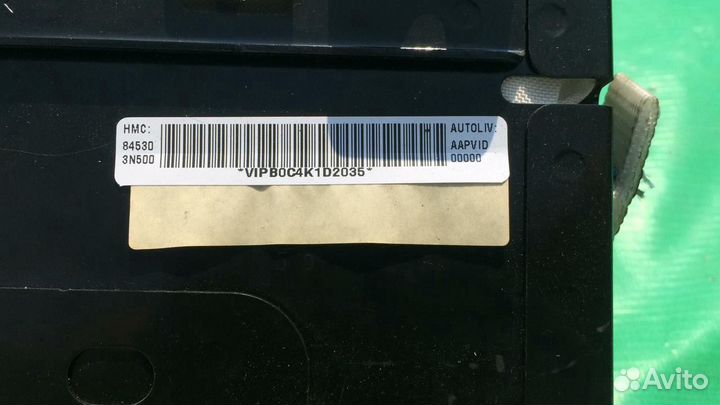 HMC:
84530
3N500
AUTOLIV:
AAPVID
00000
*VIPB0C4K1D2035*
Avito